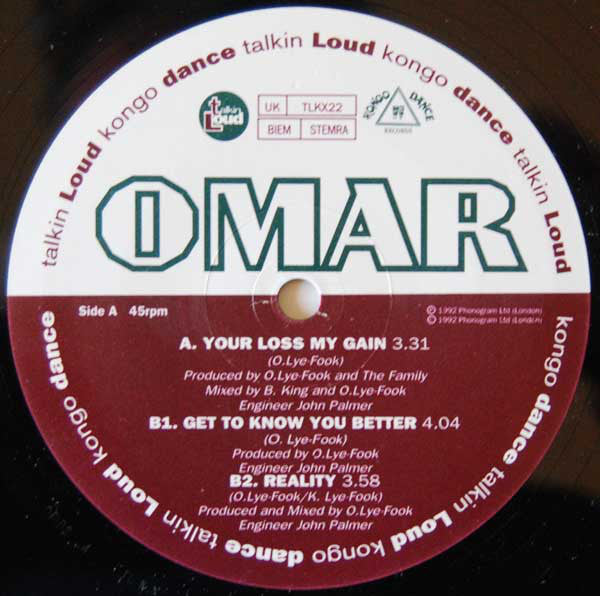 talkin Loud kongo dance talkin Loud kongo dance talkin Loud
talkin Loud
UK TLKX22
BIEM STEMRA
KONGO DANCE
RECORDS
OMAR
Side A 45rpm
℗ 1992 Phonogram Ltd (London)
© 1992 Phonogram Ltd (London)
A. YOUR LOSS MY GAIN 3.31
(O.Lye-Fook)
Produced by O.Lye-Fook and The Family
Mixed by B. King and O.Lye-Fook
Engineer John Palmer
B1. GET TO KNOW YOU BETTER 4.04
(O. Lye-Fook)
Produced by O.Lye-Fook
Engineer John Palmer
B2. REALITY 3.58
(O.Lye-Fook/K. Lye-Fook)
Produced and Mixed by O.Lye-Fook
Engineer John Palmer
kongo dance talkin Loud kongo dance talkin Loud kongo dance